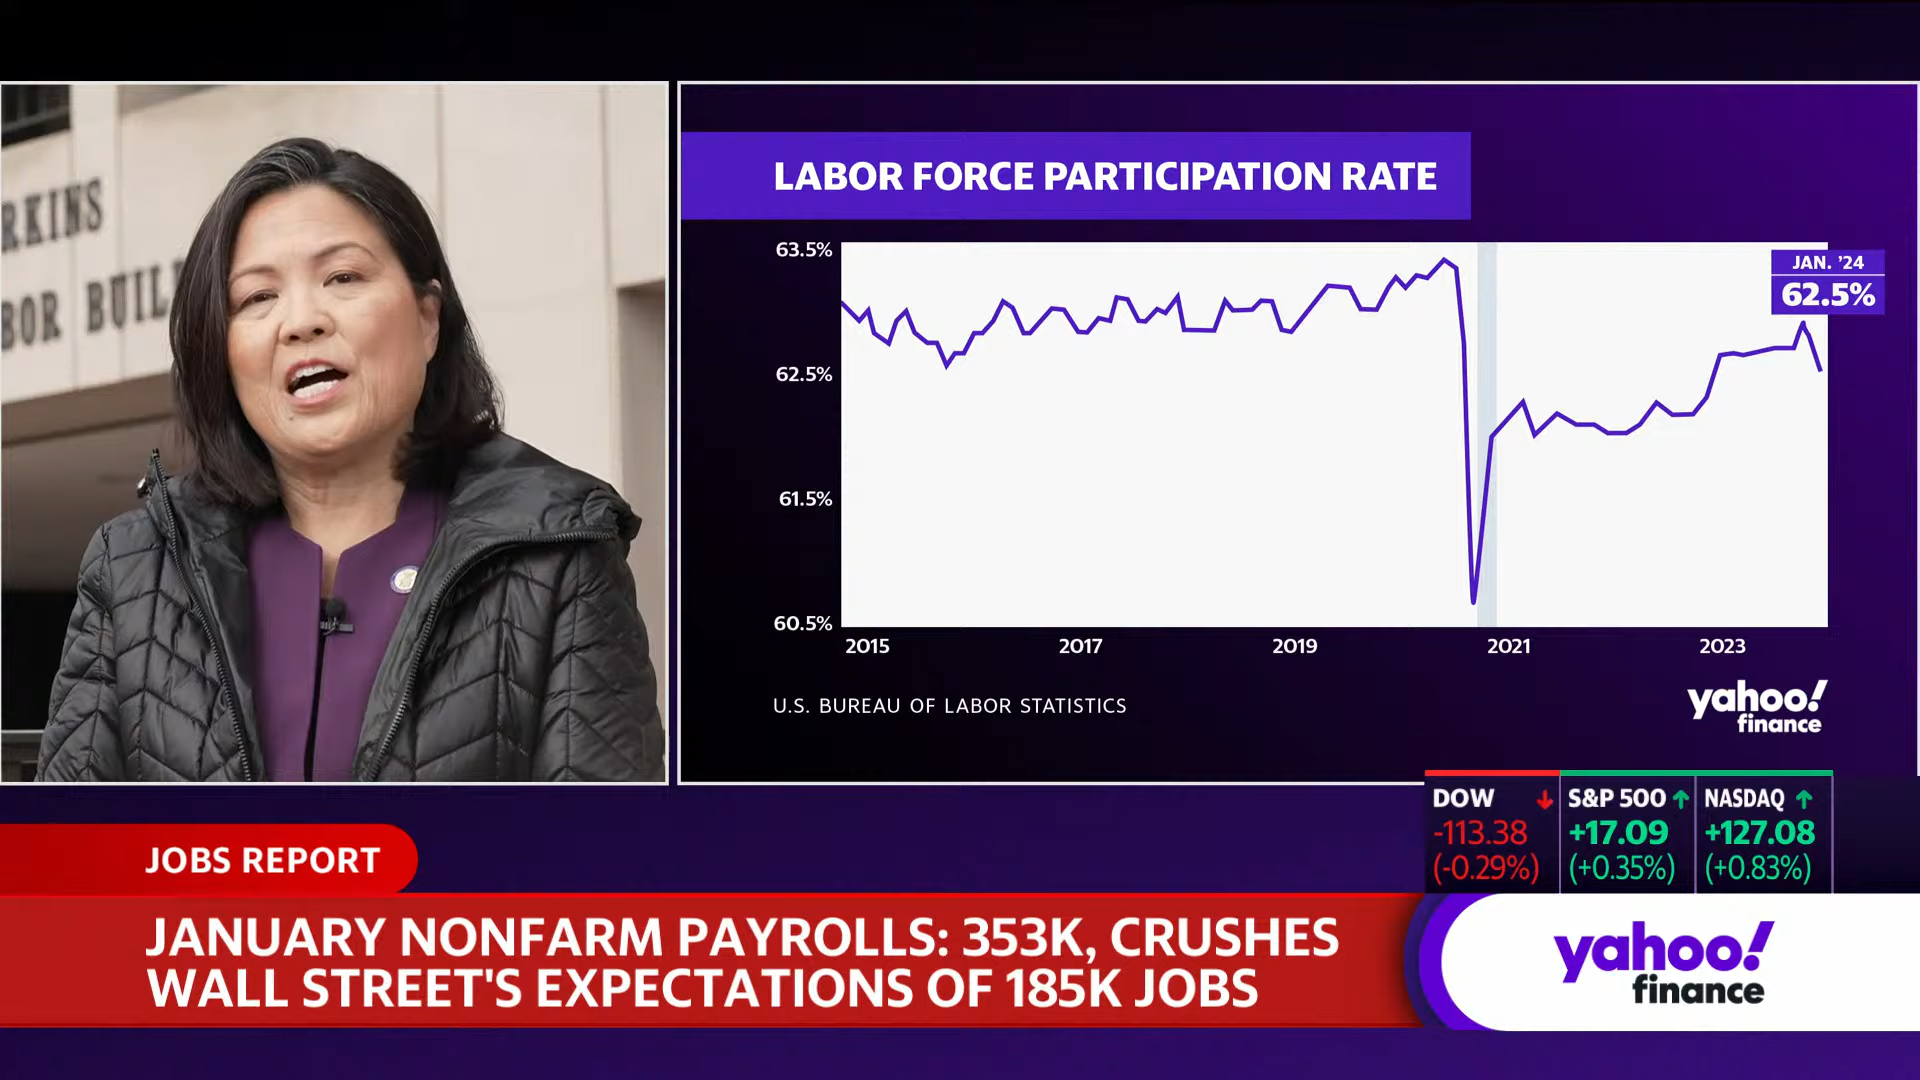 RKINS
BOR BUIL
LABOR FORCE PARTICIPATION RATE
63.5%
62.5%
61.5%
60.5%
JAN. '24
62.5%
2015 2017 2019 2021 2023
U.S. BUREAU OF LABOR STATISTICS
yahoo!
finance
DOW S&P 500 NASDAQ
-113.38 +17.09 +127.08
(-0.29%) (+0.35%) (+0.83%)
JOBS REPORT
JANUARY NONFARM PAYROLLS: 353K, CRUSHES
WALL STREET'S EXPECTATIONS OF 185K JOBS
yahoo!
finance